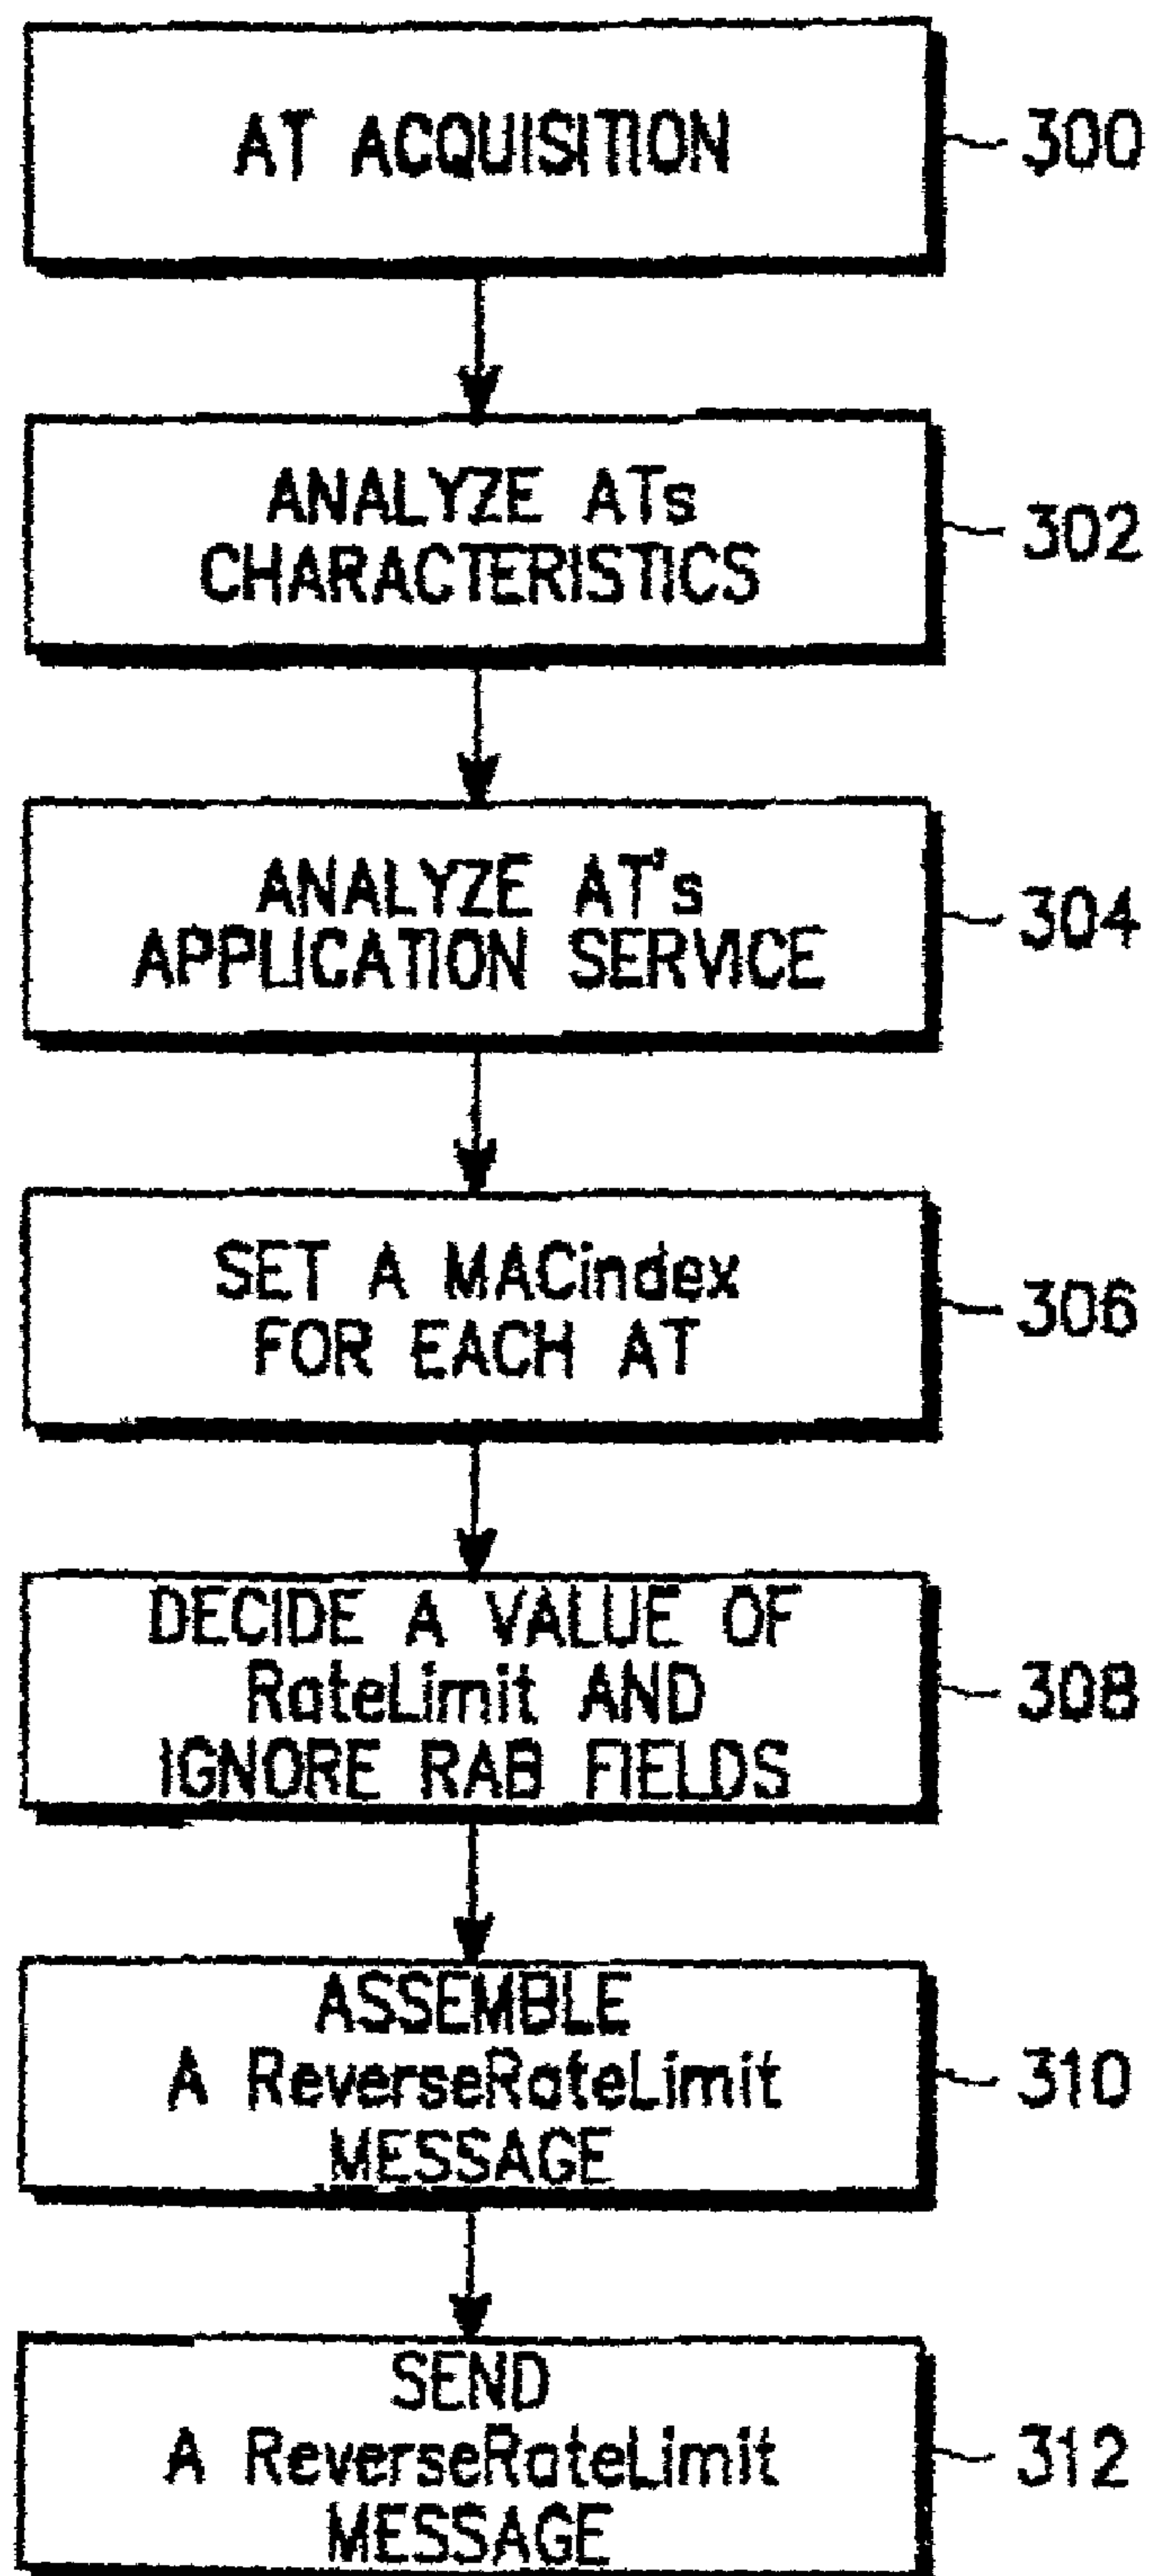 AT ACQUISITION
300
ANALYZE ATs
CHARACTERISTICS
302
ANALYZE AT's
APPLICATION SERVICE
304
SET A MACindex
FOR EACH AT
306
DECIDE A VALUE OF
RateLimit AND
IGNORE RAB FIELDS
308
ASSEMBLE
A ReverseRateLimit
MESSAGE
310
SEND
A ReverseRateLimit
MESSAGE
312